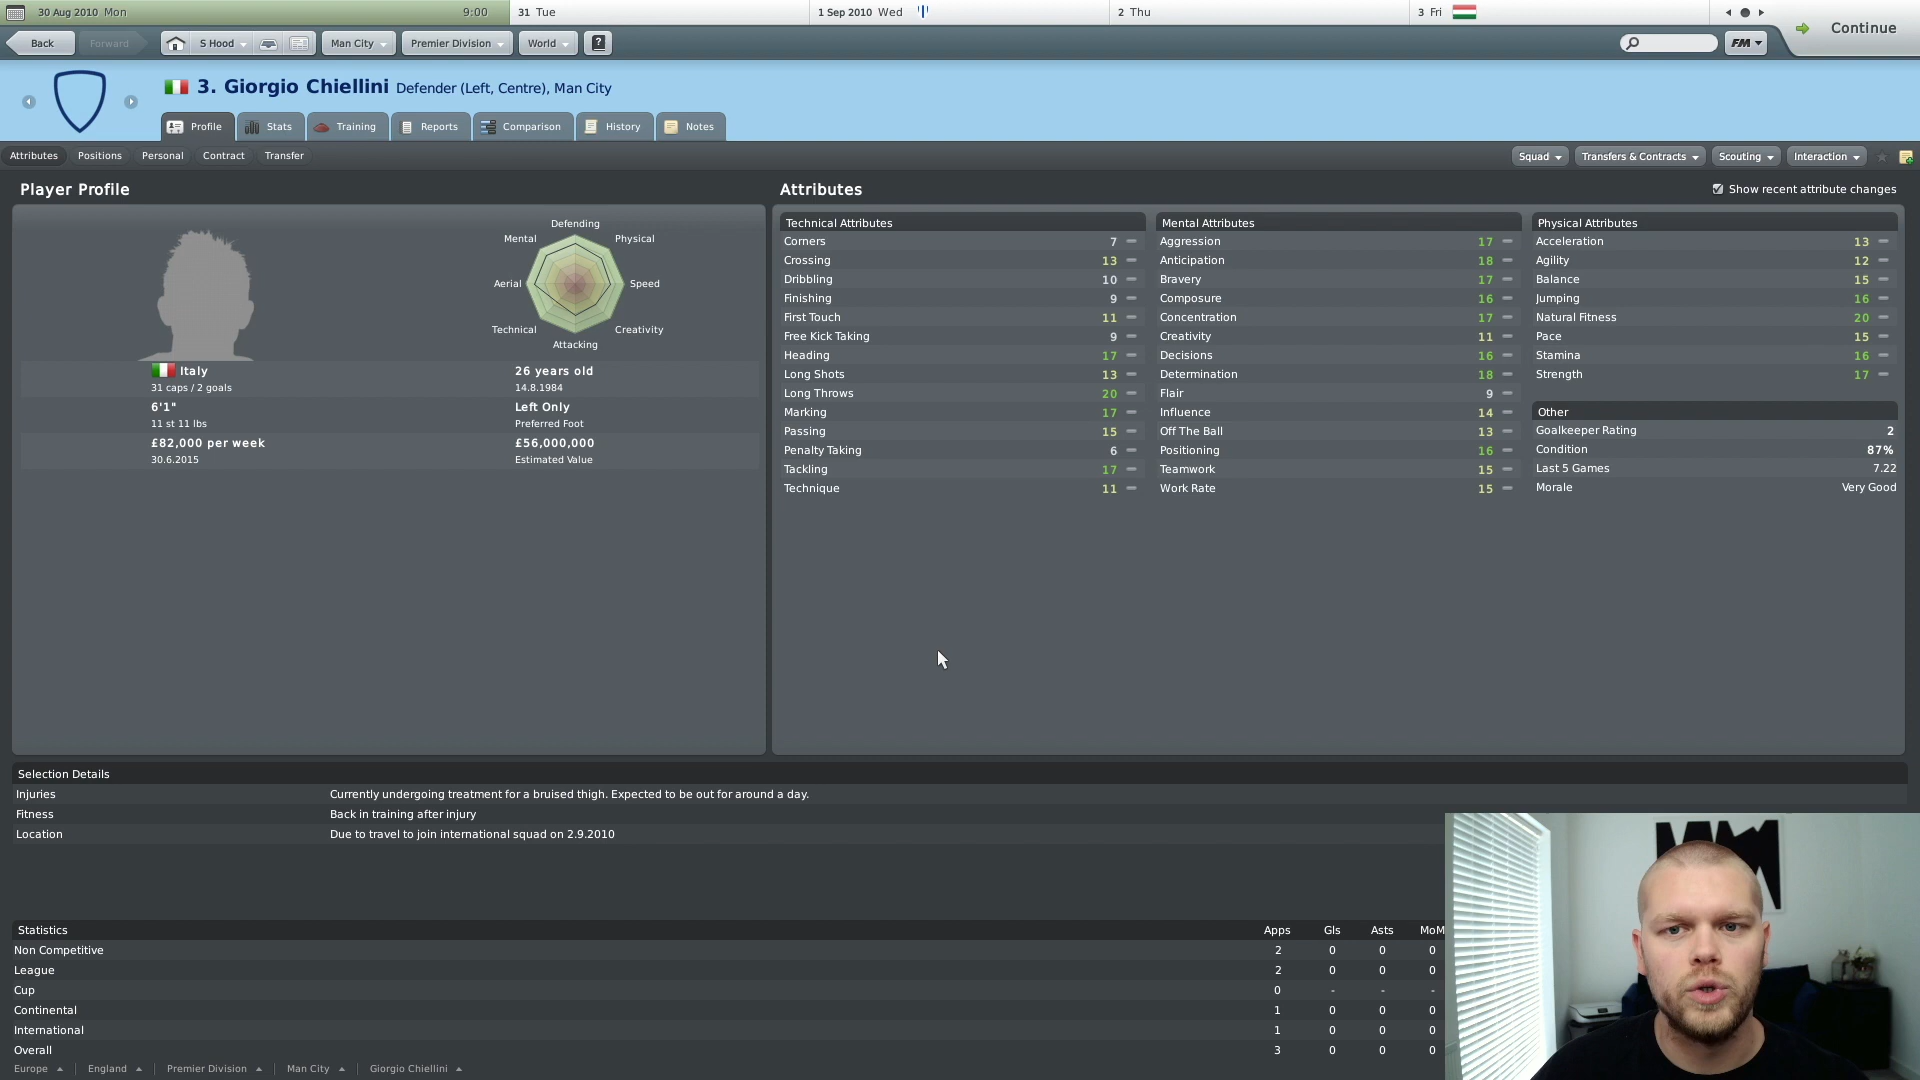 30 Aug 2010 Mon 9:00 31 Tue 1 Sep 2010 Wed 2 Thu 3 Fri
Continue
Back Forward S Hood Man City Premier Division World ? FM
3. Giorgio Chiellini Defender (Left, Centre), Man City
Profile Stats Training Reports Comparison History Notes
Attributes Positions Personal Contract Transfer Squad Transfers & Contracts Scouting Interaction
Player Profile
Defending
Mental Physical
Aerial Speed
Technical Creativity
Attacking
Italy 26 years old
31 caps / 2 goals 14.8.1984
6'1" Left Only
11 st 11 lbs Preferred Foot
£82,000 per week £56,000,000
30.6.2015 Estimated Value
Attributes Show recent attribute changes
Technical Attributes
Corners 7
Crossing 13
Dribbling 10
Finishing 9
First Touch 11
Free Kick Taking 9
Heading 17
Long Shots 13
Long Throws 20
Marking 17
Passing 15
Penalty Taking 6
Tackling 17
Technique 11
Mental Attributes
Aggression 17
Anticipation 18
Bravery 17
Composure 16
Concentration 17
Creativity 11
Decisions 16
Determination 18
Flair 9
Influence 14
Off The Ball 13
Positioning 16
Teamwork 15
Work Rate 15
Physical Attributes
Acceleration 13
Agility 12
Balance 15
Jumping 16
Natural Fitness 20
Pace 15
Stamina 16
Strength 17
Other
Goalkeeper Rating 2
Condition 87%
Last 5 Games 7.22
Morale Very Good
Selection Details
Injuries Currently undergoing treatment for a bruised thigh. Expected to be out for around a day.
Fitness Back in training after injury
Location Due to travel to join international squad on 2.9.2010
Statistics Apps Gls Asts MoM
Non Competitive 2 0 0 0
League 2 0 0 0
Cup 0 - - -
Continental 1 0 0 0
International 1 0 0 0
Overall 3 0 0 0
Europe England Premier Division Man City Giorgio Chiellini